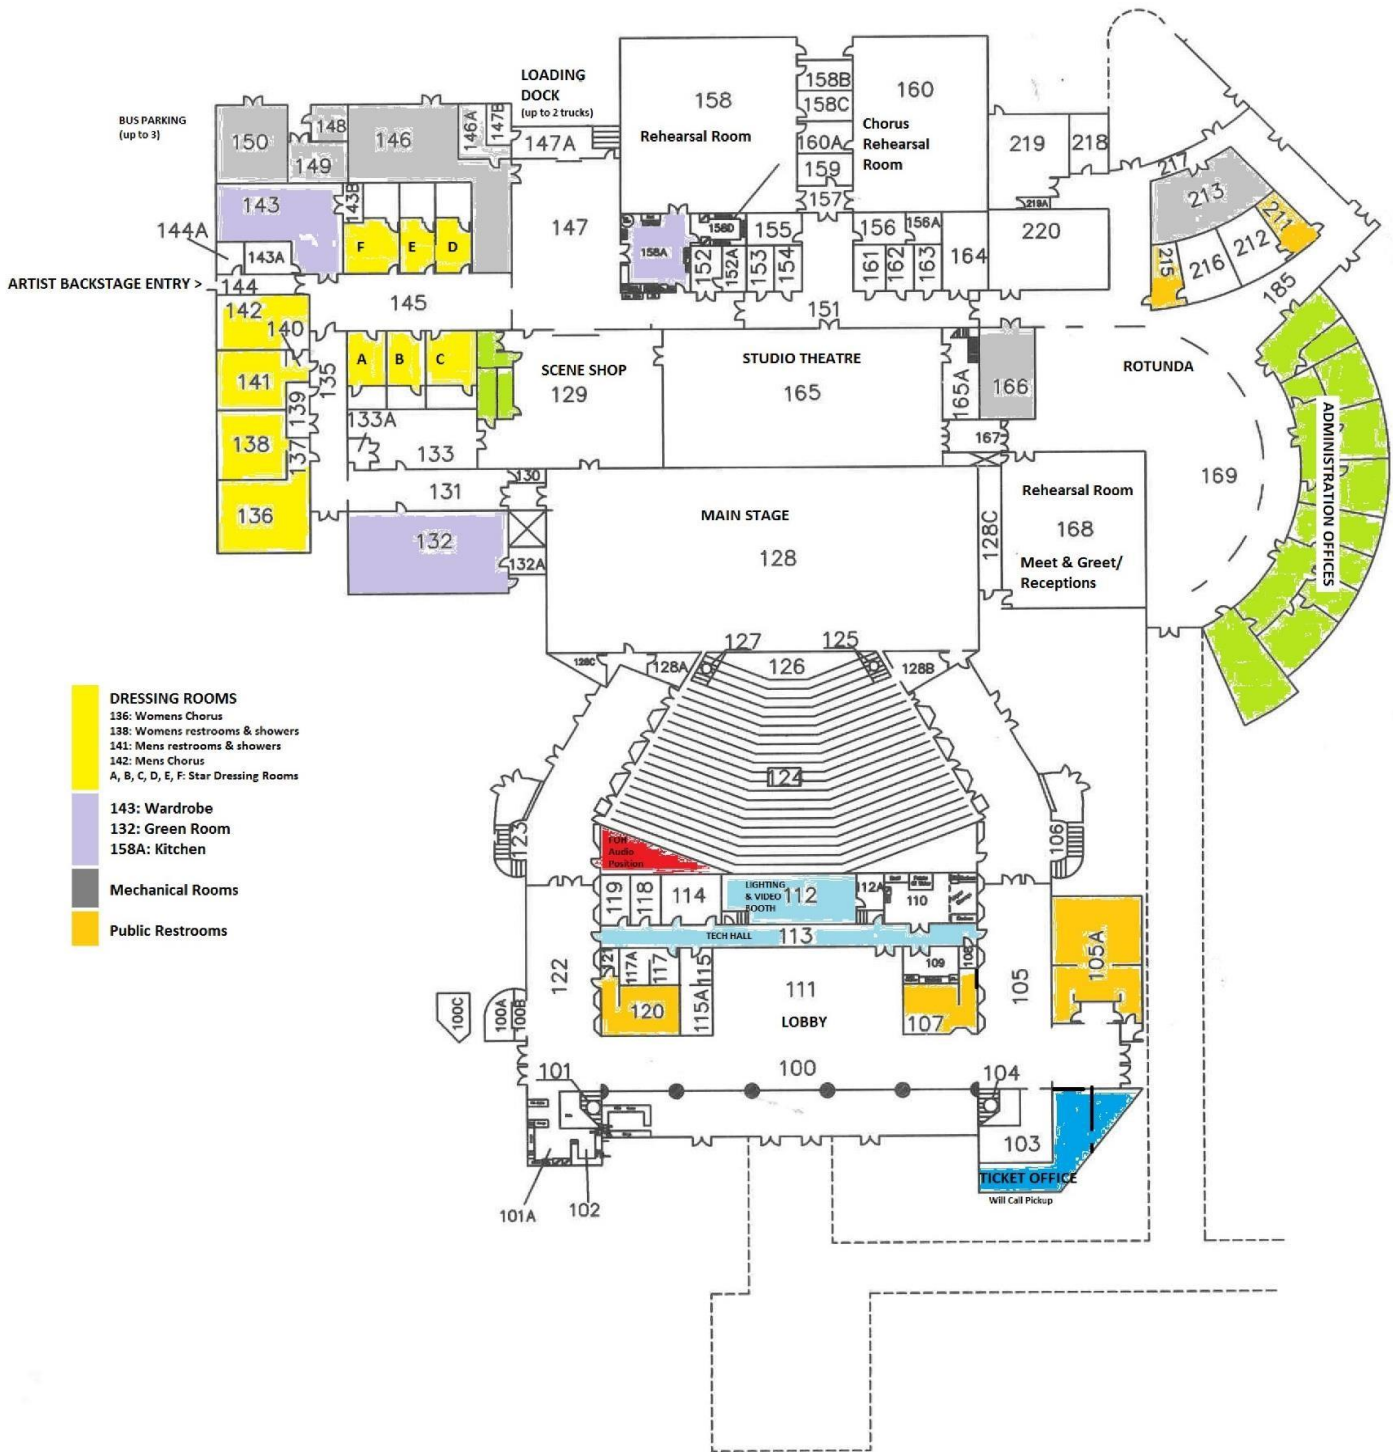 LOADING
DOCK
(up to 2 trucks)
BUS PARKING
(up to 3)
150
148
149
146
146A
147B
147A
158
Rehearsal Room
158B
158C
160A
159
157
160
Chorus
Rehearsal
Room
219
218
219A
220
217
213
211
215
216
212
185
143
143B
144A
143A
F
E
D
147
158A
158D
155
152
152A
153
154
156
156A
161
162
163
164
ARTIST BACKSTAGE ENTRY >
144
145
151
142
140
141
139
138
137
136
135
A
B
C
133A
133
SCENE SHOP
129
STUDIO THEATRE
165
165A
166
167
ROTUNDA
169
ADMINISTRATION OFFICES
131
130
132
132A
MAIN STAGE
128
128C
Rehearsal Room
168
Meet & Greet/
Receptions
127
125
126
128C
128A
128B
124
123
106
DRESSING ROOMS
136: Womens Chorus
138: Womens restrooms & showers
141: Mens restrooms & showers
142: Mens Chorus
A, B, C, D, E, F: Star Dressing Rooms
143: Wardrobe
132: Green Room
158A: Kitchen
Mechanical Rooms
Public Restrooms
FOH
Audio
Position
119
118
114
LIGHTING
& VIDEO
BOOTH
112
112A
110
TECH HALL
113
121
117A
117
115
115A
120
109
108
107
122
111
LOBBY
105
105A
100C
100A
100B
100
101
104
103
101A
102
TICKET OFFICE
Will Call Pickup